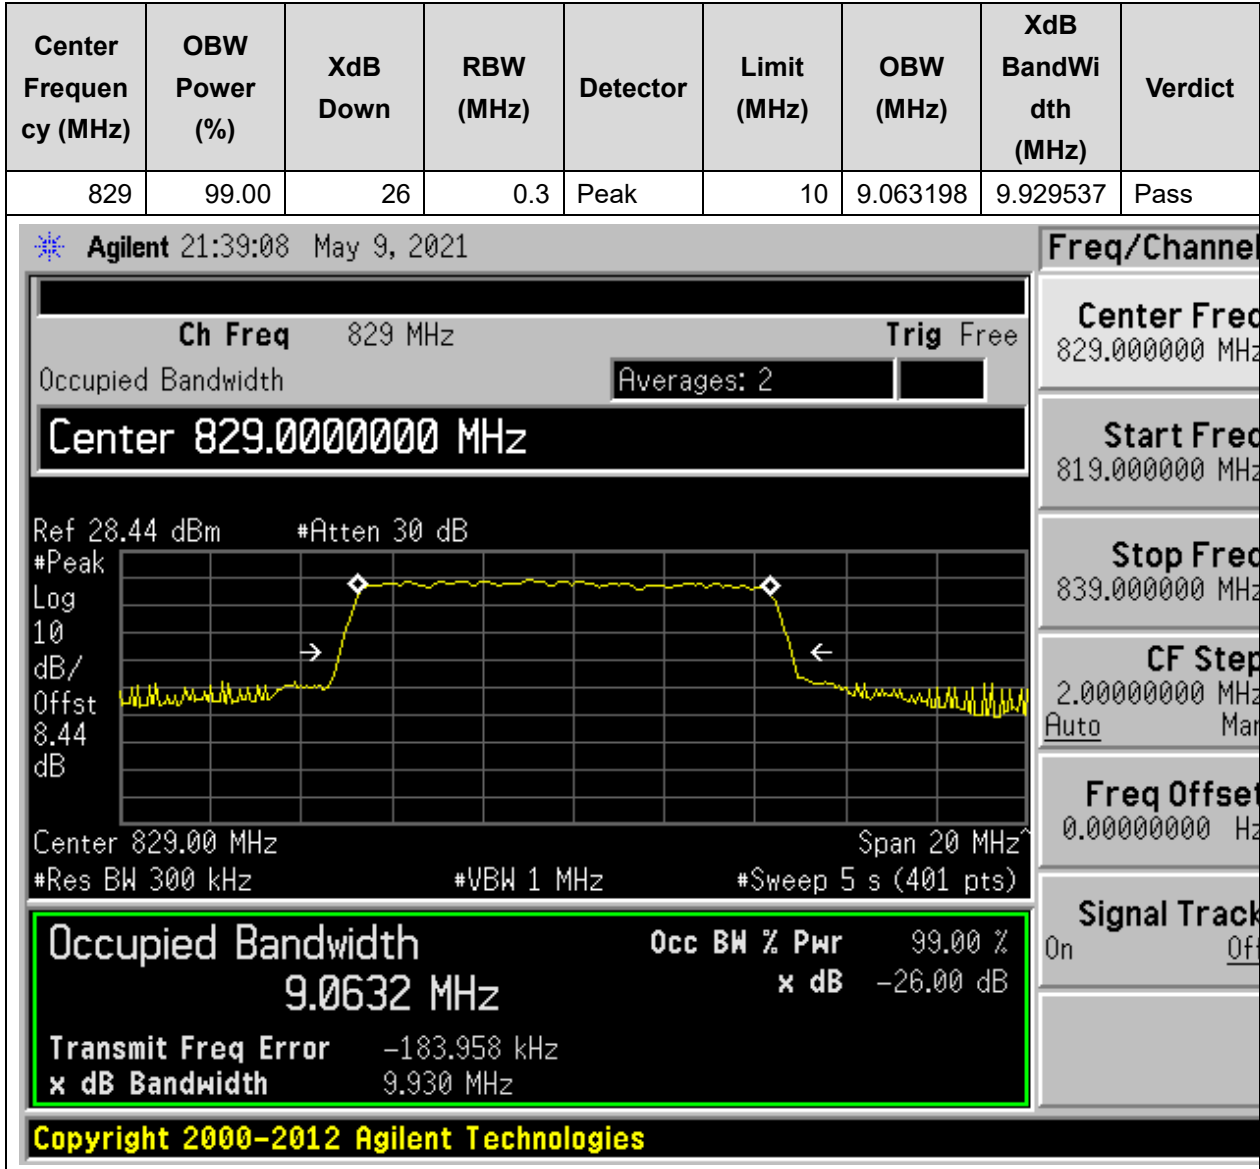 Center Frequen cy (MHz) OBW Power (%) XdB Down RBW (MHz) Detector Limit (MHz) OBW (MHz) XdB BandWi dth (MHz) Verdict
829 99.00 26 0.3 Peak 10 9.063198 9.929537 Pass
Agilent 21:39:08 May 9, 2021
Freq/Channel
Ch Freq 829 MHz Trig Free
Occupied Bandwidth Averages: 2
Center 829.0000000 MHz
Center Freq
829.000000 MHz
Start Freq
819.000000 MHz
Stop Freq
839.000000 MHz
CF Step
2.00000000 MHz
Auto Man
Freq Offset
0.00000000 Hz
Signal Track
On Off
Ref 28.44 dBm #Atten 30 dB
#Peak
Log
10
dB/
Offst
8.44
dB
Center 829.00 MHz Span 20 MHz^
#Res BW 300 kHz #VBW 1 MHz #Sweep 5 s (401 pts)
Occupied Bandwidth Occ BW % Pwr 99.00 %
9.0632 MHz x dB -26.00 dB
Transmit Freq Error -183.958 kHz
x dB Bandwidth 9.930 MHz
Copyright 2000-2012 Agilent Technologies